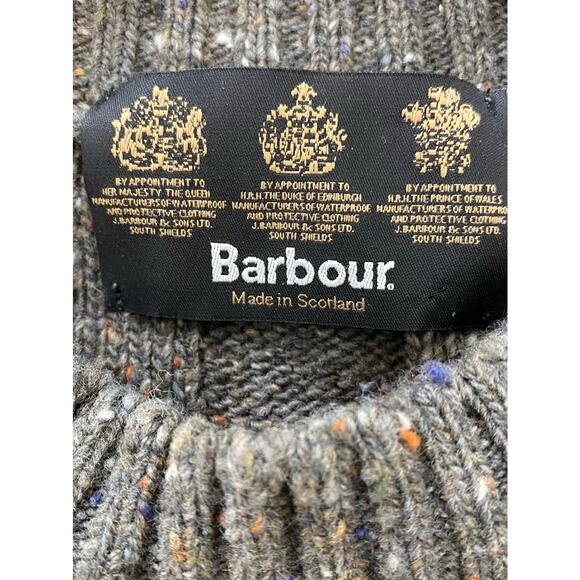 BY APPOINTMENT TO
HER MAJESTY THE QUEEN
MANUFACTURERS OF WATERPROOF
AND PROTECTIVE CLOTHING
J. BARBOUR & SONS LTD.
SOUTH SHIELDS
BY APPOINTMENT TO
H.R.H. THE DUKE OF EDINBURGH
MANUFACTURERS OF WATERPROOF
AND PROTECTIVE CLOTHING
J. BARBOUR & SONS LTD.
SOUTH SHIELDS
BY APPOINTMENT TO
H.R.H. THE PRINCE OF WALES
MANUFACTURERS OF WATERPROOF
AND PROTECTIVE CLOTHING
J. BARBOUR & SONS LTD.
SOUTH SHIELDS
Barbour®
Made in Scotland